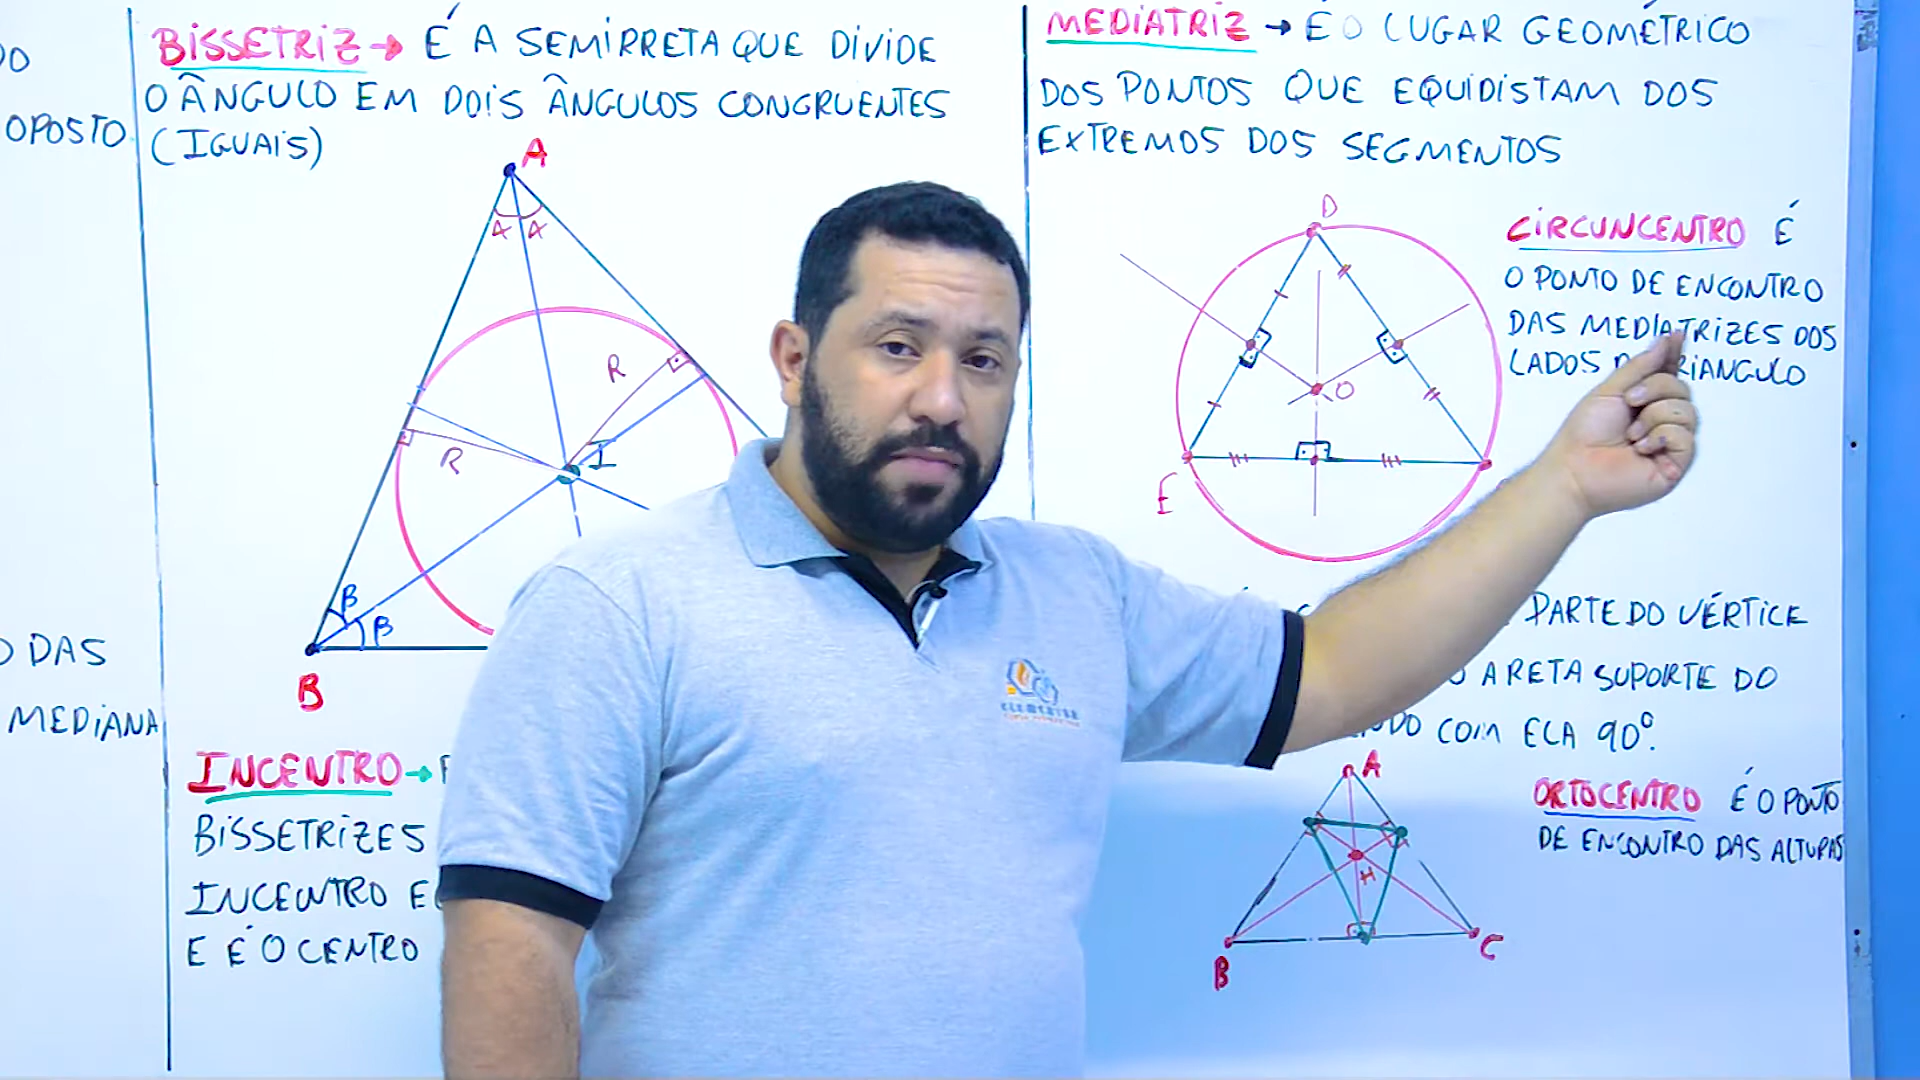 DO
OPOSTO
DAS
MEDIANA
BISSETRIZ → É A SEMIRRETA QUE DIVIDE
O ÂNGULO EM DOIS ÂNGULOS CONGRUENTES
(IGUAIS)
A
R
R
I
β
β
B
INCENTRO →
BISSETRIZES
INCENTRO
E É O CENTRO
MEDIATRIZ → É O LUGAR GEOMÉTRICO
DOS PONTOS QUE EQUIDISTAM DOS
EXTREMOS DOS SEGMENTOS
D
O
E
CIRCUNCENTRO É
O PONTO DE ENCONTRO
DAS MEDIATRIZES DOS
LADOS
PARTE DO VÉRTICE
A RETA SUPORTE DO
COM ELA 90°.
A
H
B
C
ORTOCENTRO É O PONTO
DE ENCONTRO DAS ALTURAS
ELEMENTAR